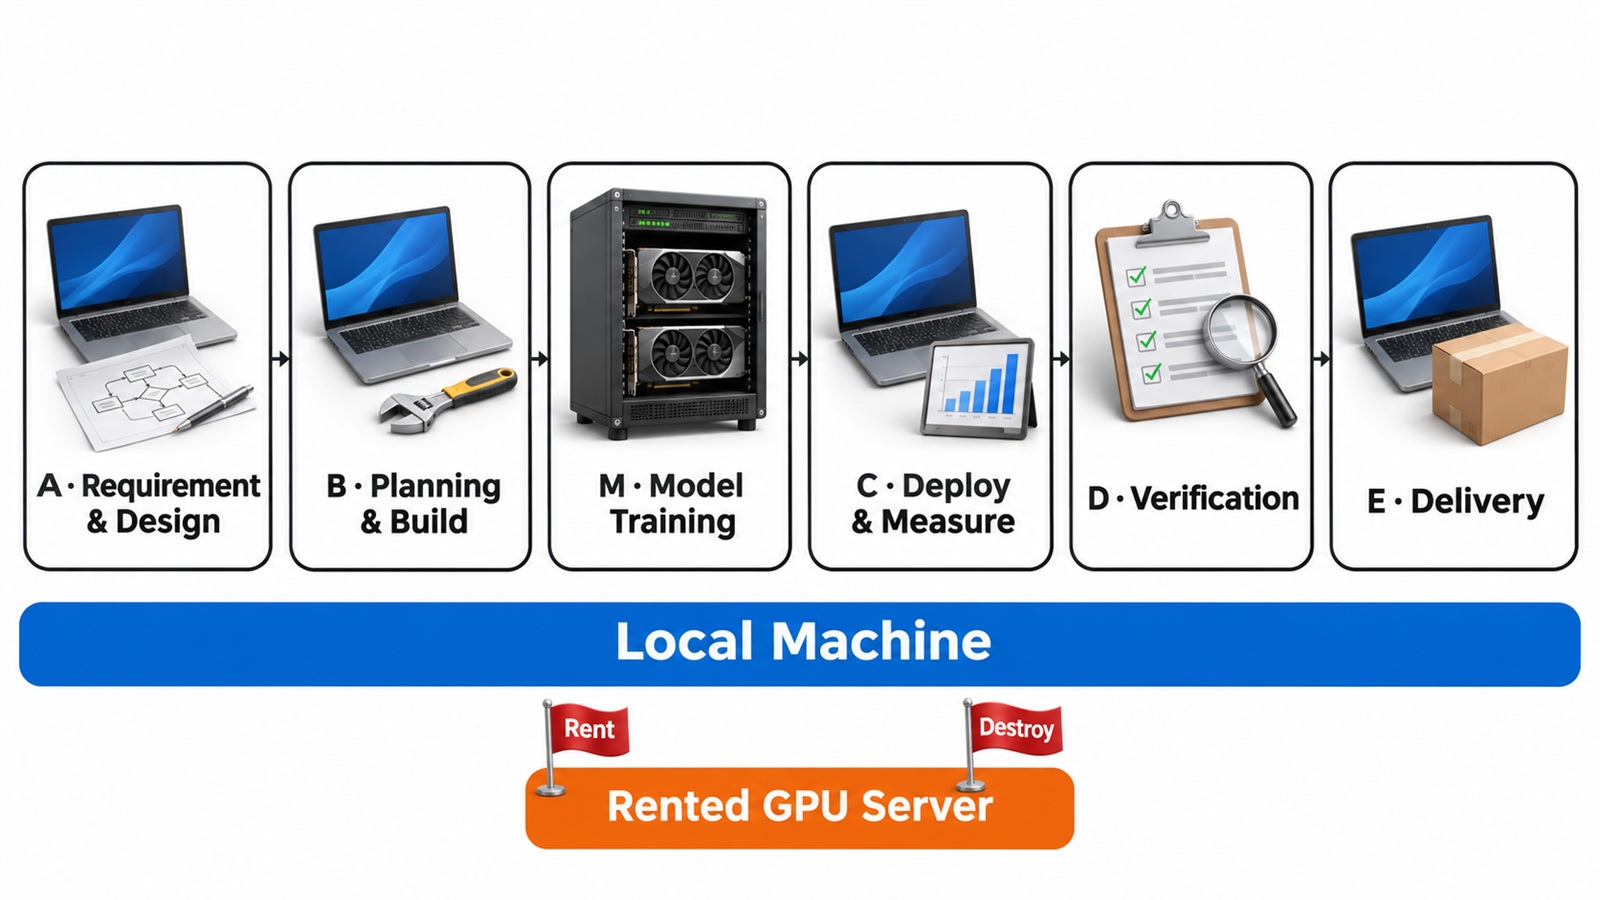 A · Requirement
& Design
B · Planning
& Build
M · Model
Training
C · Deploy
& Measure
D · Verification
E · Delivery
Local Machine
Rent
Destroy
Rented GPU Server